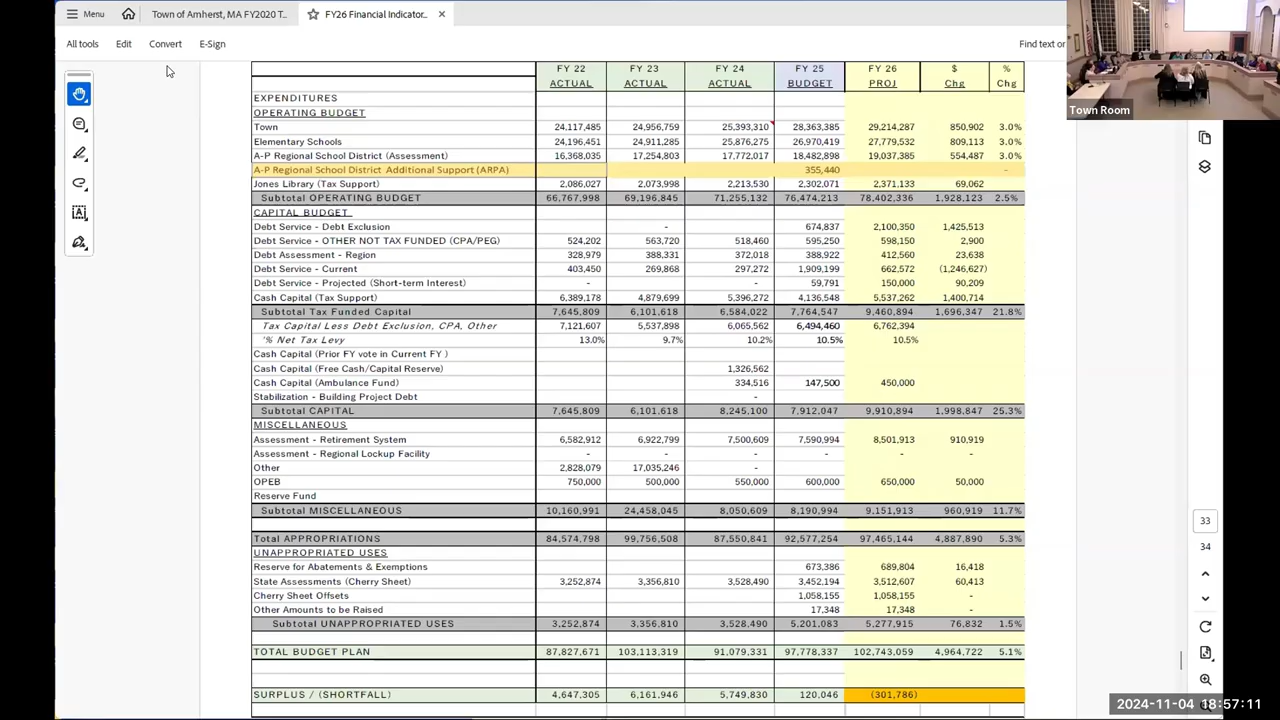 Menu Town of Amherst, MA FY2020 T... FY26 Financial Indicator...
All tools Edit Convert E-Sign Find text or
FY 22 FY 23 FY 24 FY 25 FY 26 $ %
ACTUAL ACTUAL ACTUAL BUDGET PROJ Chg Chg
EXPENDITURES
OPERATING BUDGET
Town 24,117,485 24,956,759 25,393,310 28,363,385 29,214,287 850,902 3.0%
Elementary Schools 24,196,451 24,911,285 25,876,275 26,970,419 27,779,532 809,113 3.0%
A-P Regional School District (Assessment) 16,368,035 17,254,803 17,772,017 18,482,898 19,037,385 554,487 3.0%
A-P Regional School District Additional Support (ARPA) 355,440 -
Jones Library (Tax Support) 2,086,027 2,073,998 2,213,530 2,302,071 2,371,133 69,062
Subtotal OPERATING BUDGET 66,767,998 69,196,845 71,255,132 76,474,213 78,402,336 1,928,123 2.5%
CAPITAL BUDGET
Debt Service - Debt Exclusion - 674,837 2,100,350 1,425,513
Debt Service - OTHER NOT TAX FUNDED (CPA/PEG) 524,202 563,720 518,460 595,250 598,150 2,900
Debt Assessment - Region 328,979 388,331 372,018 388,922 412,560 23,638
Debt Service - Current 403,450 269,868 297,272 1,909,199 662,572 (1,246,627)
Debt Service - Projected (Short-term Interest) - - - 59,791 150,000 90,209
Cash Capital (Tax Support) 6,389,178 4,879,699 5,396,272 4,136,548 5,537,262 1,400,714
Subtotal Tax Funded Capital 7,645,809 6,101,618 6,584,022 7,764,547 9,460,894 1,696,347 21.8%
Tax Capital Less Debt Exclusion, CPA, Other 7,121,607 5,537,898 6,065,562 6,494,460 6,762,394
'% Net Tax Levy 13.0% 9.7% 10.2% 10.5% 10.5%
Cash Capital (Prior FY vote in Current FY )
Cash Capital (Free Cash/Capital Reserve) 1,326,562
Cash Capital (Ambulance Fund) 334,516 147,500 450,000
Stabilization - Building Project Debt -
Subtotal CAPITAL 7,645,809 6,101,618 8,245,100 7,912,047 9,910,894 1,998,847 25.3%
MISCELLANEOUS
Assessment - Retirement System 6,582,912 6,922,799 7,500,609 7,590,994 8,501,913 910,919
Assessment - Regional Lockup Facility - - - - - -
Other 2,828,079 17,035,246 -
OPEB 750,000 500,000 550,000 600,000 650,000 50,000
Reserve Fund
Subtotal MISCELLANEOUS 10,160,991 24,458,045 8,050,609 8,190,994 9,151,913 960,919 11.7%
Total APPROPRIATIONS 84,574,798 99,756,508 87,550,841 92,577,254 97,465,144 4,887,890 5.3%
UNAPPROPRIATED USES
Reserve for Abatements & Exemptions 673,386 689,804 16,418
State Assessments (Cherry Sheet) 3,252,874 3,356,810 3,528,490 3,452,194 3,512,607 60,413
Cherry Sheet Offsets 1,058,155 1,058,155 -
Other Amounts to be Raised 17,348 17,348 -
Subtotal UNAPPROPRIATED USES 3,252,874 3,356,810 3,528,490 5,201,083 5,277,915 76,832 1.5%
TOTAL BUDGET PLAN 87,827,671 103,113,319 91,079,331 97,778,337 102,743,059 4,964,722 5.1%
SURPLUS / (SHORTFALL) 4,647,305 6,161,946 5,749,830 120,046 (301,786)
Town Room
33
34
2024-11-04 18:57:11